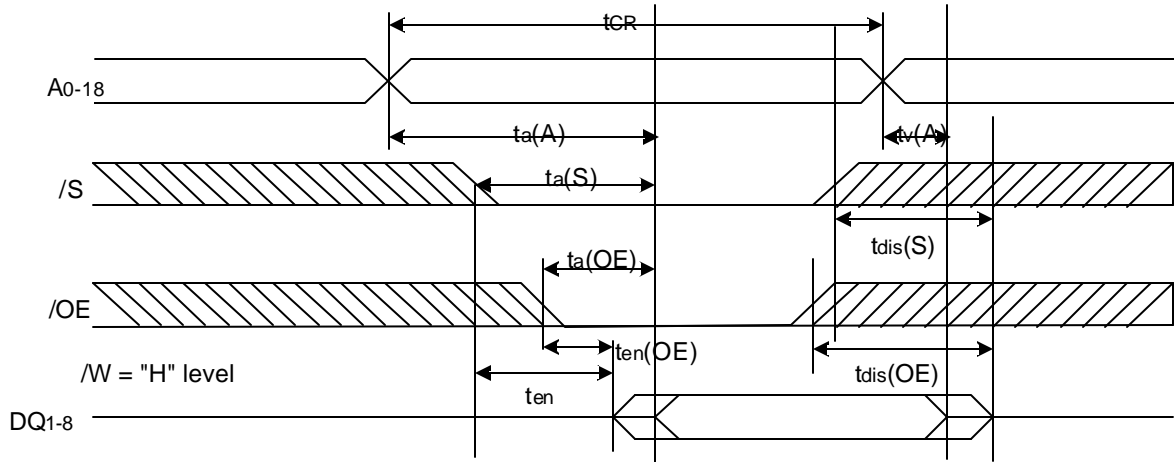 tCR
A0-18
ta(A)
tv(A)
/S
ta(S)
tdis(S)
ta(OE)
/OE
ten(OE)
tdis(OE)
/W = "H" level
ten
DQ1-8